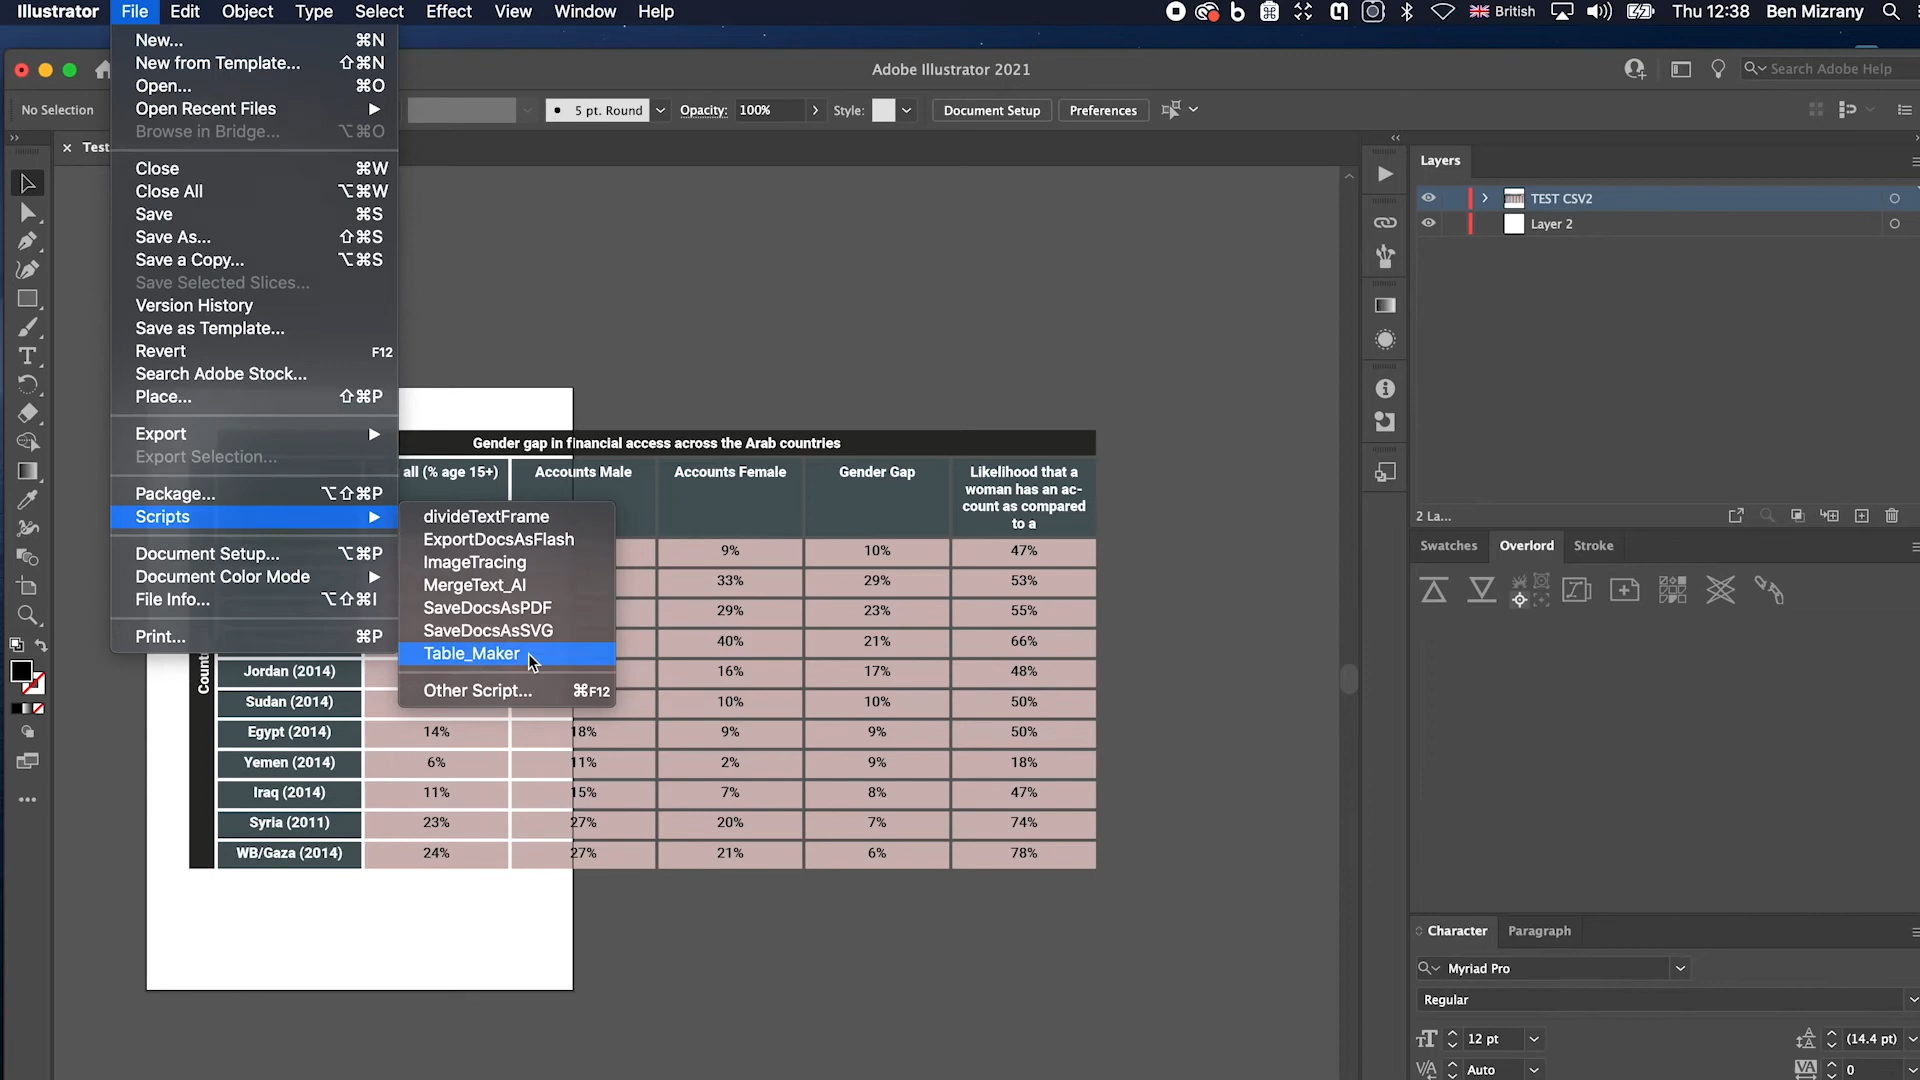 Illustrator File Edit Object Type Select Effect View Window Help
British Thu 12:38 Ben Mizrany
Adobe Illustrator 2021
Search Adobe Help
No Selection
5 pt. Round
Opacity: 100%
Style:
Document Setup
Preferences
Test
New... ⌘N
New from Template... ⇧⌘N
Open... ⌘O
Open Recent Files
Browse in Bridge... ⌥⌘O
Close ⌘W
Close All ⌥⌘W
Save ⌘S
Save As... ⇧⌘S
Save a Copy... ⌥⌘S
Save Selected Slices...
Version History
Save as Template...
Revert F12
Search Adobe Stock...
Place... ⇧⌘P
Export
Export Selection...
Package... ⌥⇧⌘P
Scripts
Document Setup... ⌥⌘P
Document Color Mode
File Info... ⌥⇧⌘I
Print... ⌘P
divideTextFrame
ExportDocsAsFlash
ImageTracing
MergeText_AI
SaveDocsAsPDF
SaveDocsAsSVG
Table_Maker
Other Script... ⌘F12
Gender gap in financial access across the Arab countries
all (% age 15+) Accounts Male Accounts Female Gender Gap Likelihood that a
woman has an ac-
count as compared
to a
9% 10% 47%
33% 29% 53%
29% 23% 55%
40% 21% 66%
Jordan (2014) 16% 17% 48%
Sudan (2014) 10% 10% 50%
Egypt (2014) 14% 18% 9% 9% 50%
Yemen (2014) 6% 11% 2% 9% 18%
Iraq (2014) 11% 15% 7% 8% 47%
Syria (2011) 23% 27% 20% 7% 74%
WB/Gaza (2014) 24% 27% 21% 6% 78%
Layers
TEST CSV2
Layer 2
2 La...
Swatches Overlord Stroke
Character Paragraph
Myriad Pro
Regular
12 pt (14.4 pt)
Auto 0